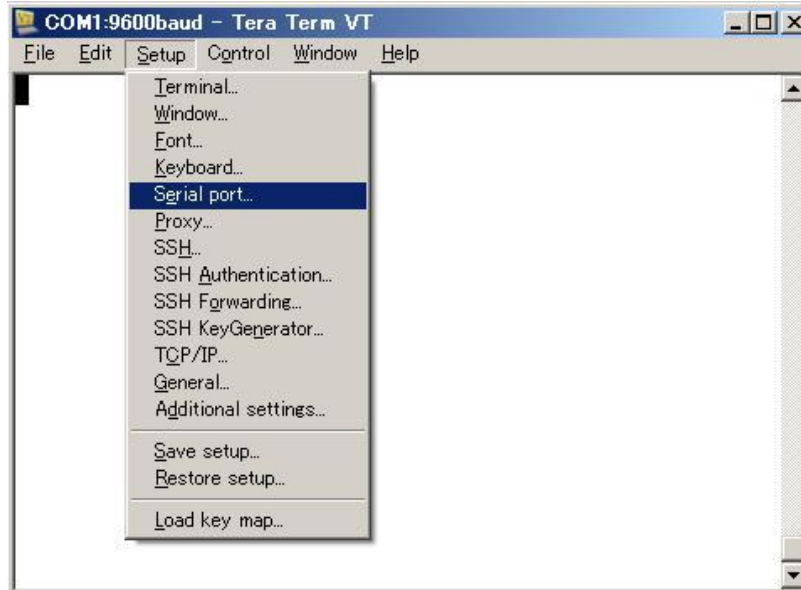 COM1:9600baud - Tera Term VT
File Edit Setup Control Window Help
Terminal...
Window...
Font...
Keyboard...
Serial port...
Proxy...
SSH...
SSH Authentication...
SSH Forwarding...
SSH KeyGenerator...
TCP/IP...
General...
Additional settings...
Save setup...
Restore setup...
Load key map...